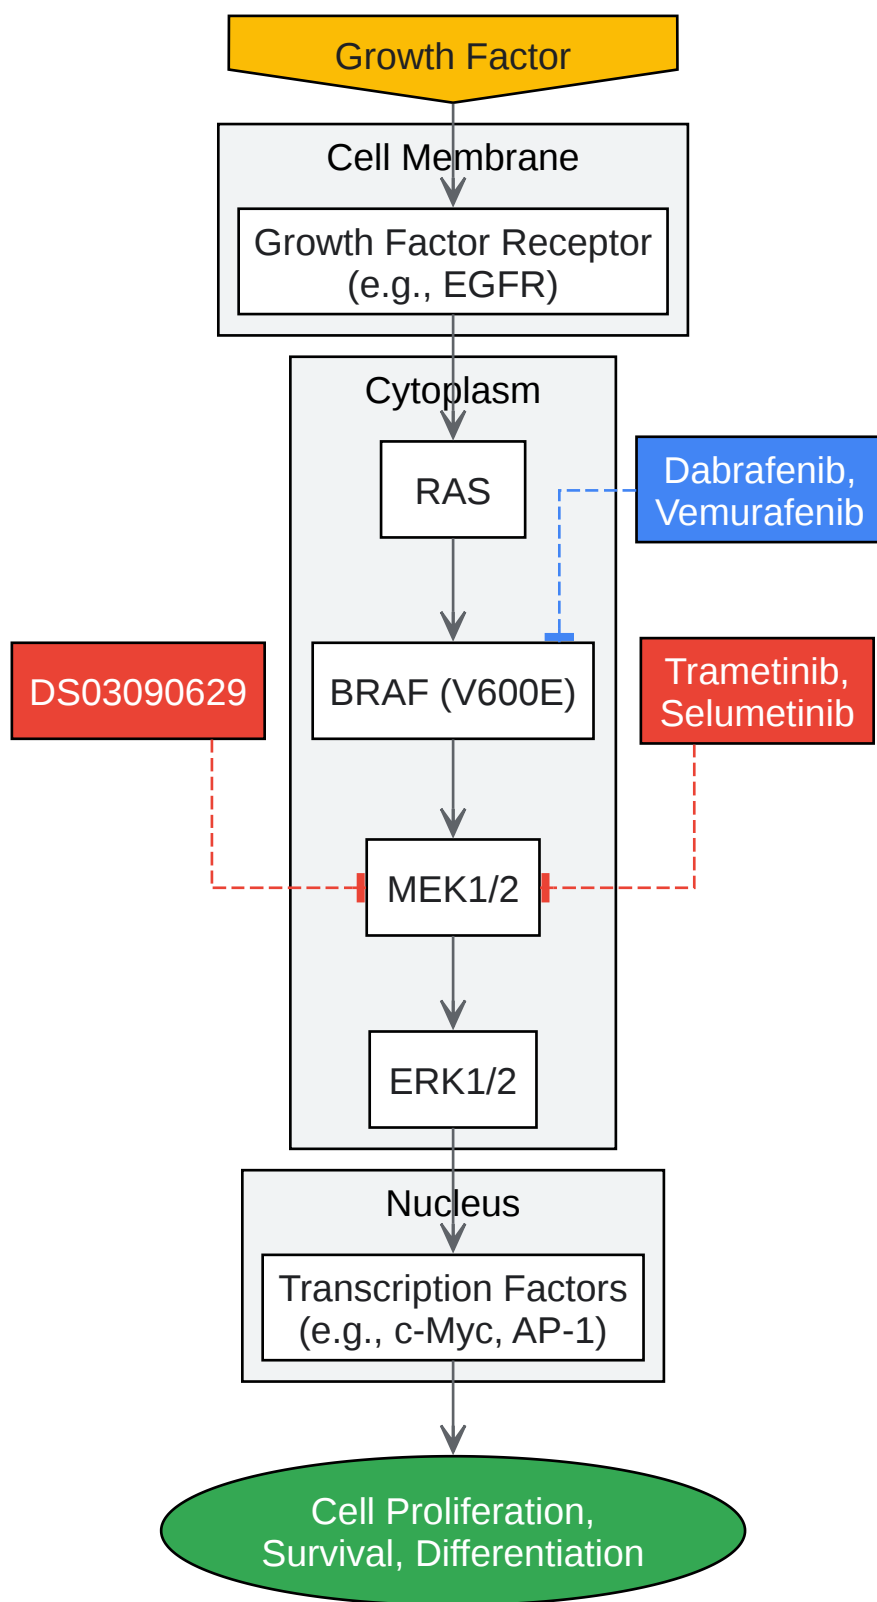 Growth Factor
Cell Membrane
Growth Factor Receptor
(e.g., EGFR)
Cytoplasm
RAS
Dabrafenib,
Vemurafenib
DS03090629
BRAF (V600E)
Trametinib,
Selumetinib
MEK1/2
ERK1/2
Nucleus
Transcription Factors
(e.g., c-Myc, AP-1)
Cell Proliferation,
Survival, Differentiation